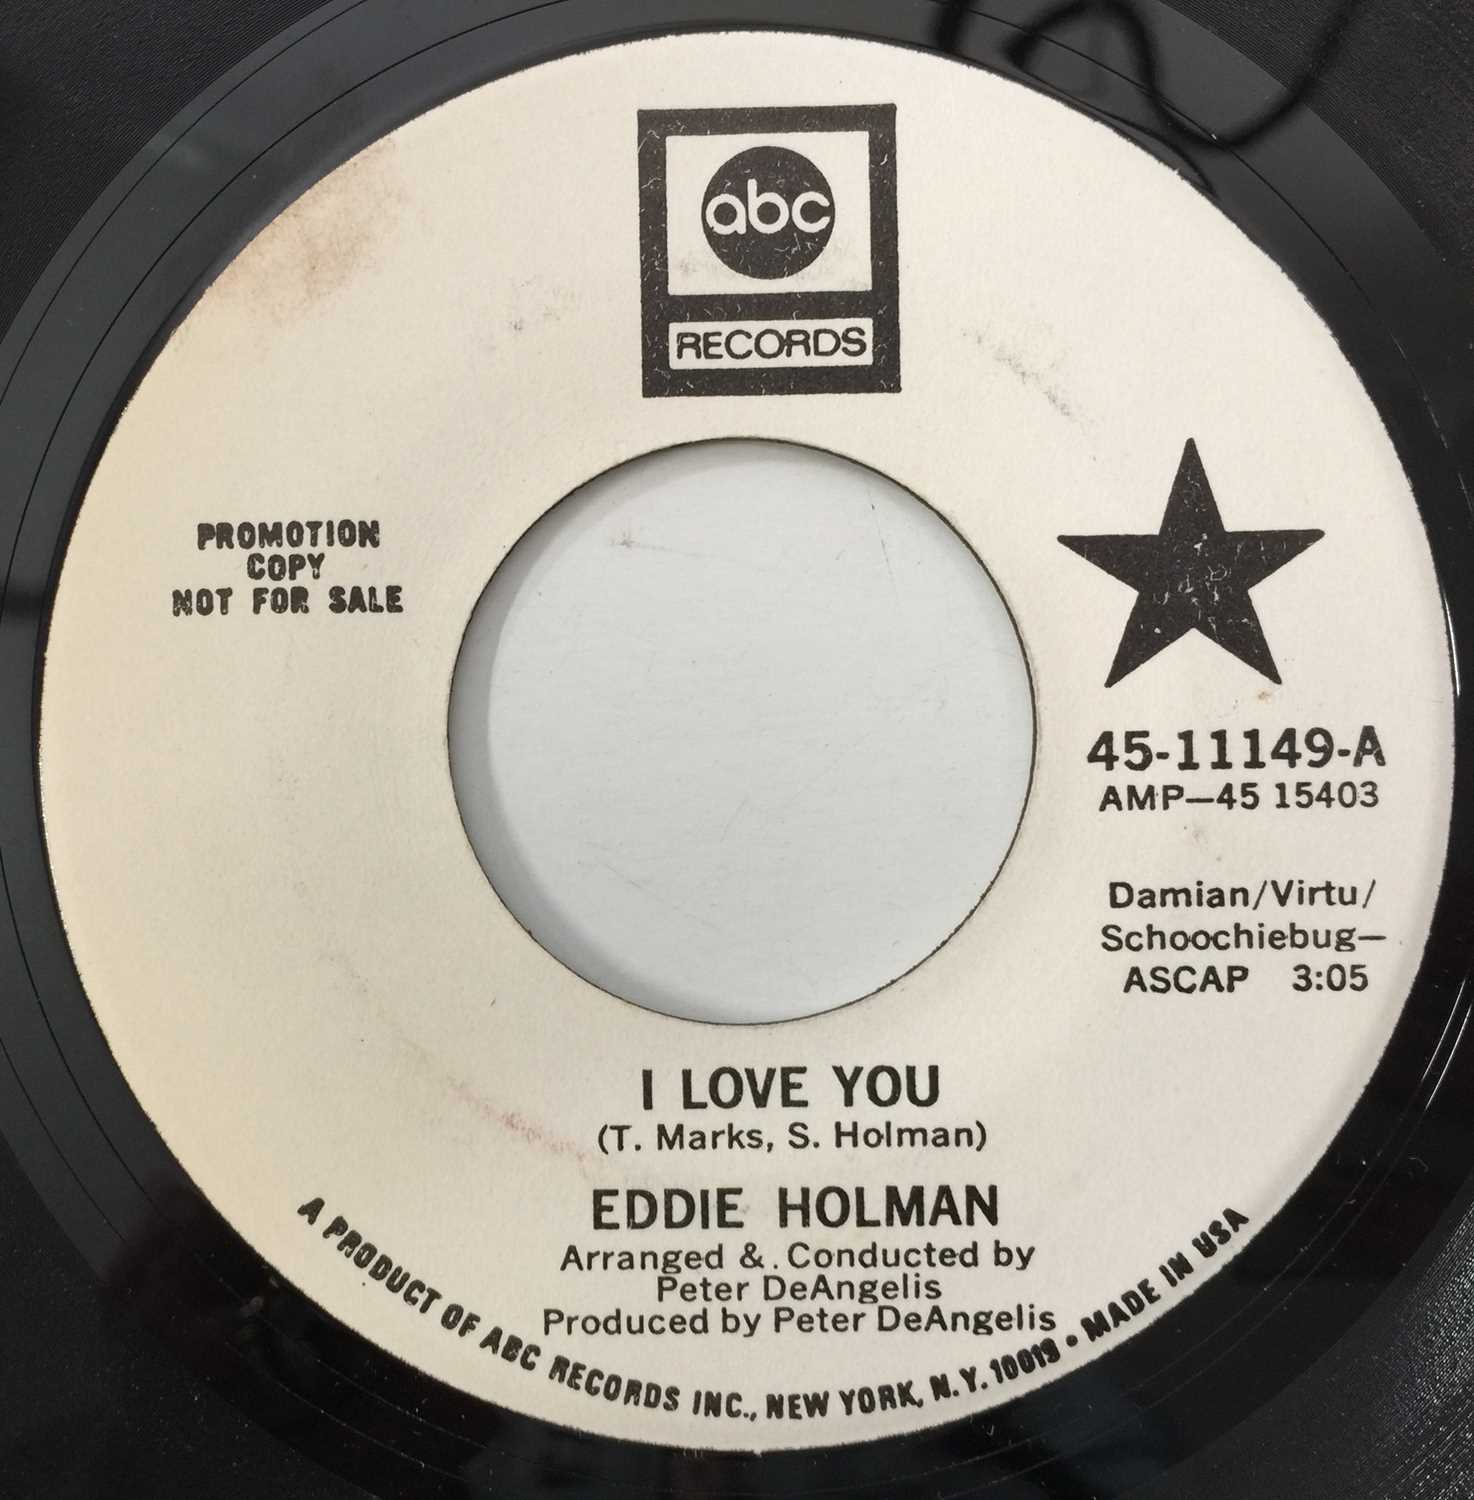 abc
RECORDS
PROMOTION
COPY
NOT FOR SALE
45-11149-A
AMP—45 15403
Damian/Virtu/
Schoochiebug—
ASCAP 3:05
I LOVE YOU
(T. Marks, S. Holman)
EDDIE HOLMAN
Arranged &. Conducted by
Peter DeAngelis
Produced by Peter DeAngelis
A PRODUCT OF ABC RECORDS INC., NEW YORK, N.Y. 10019 • MADE IN USA